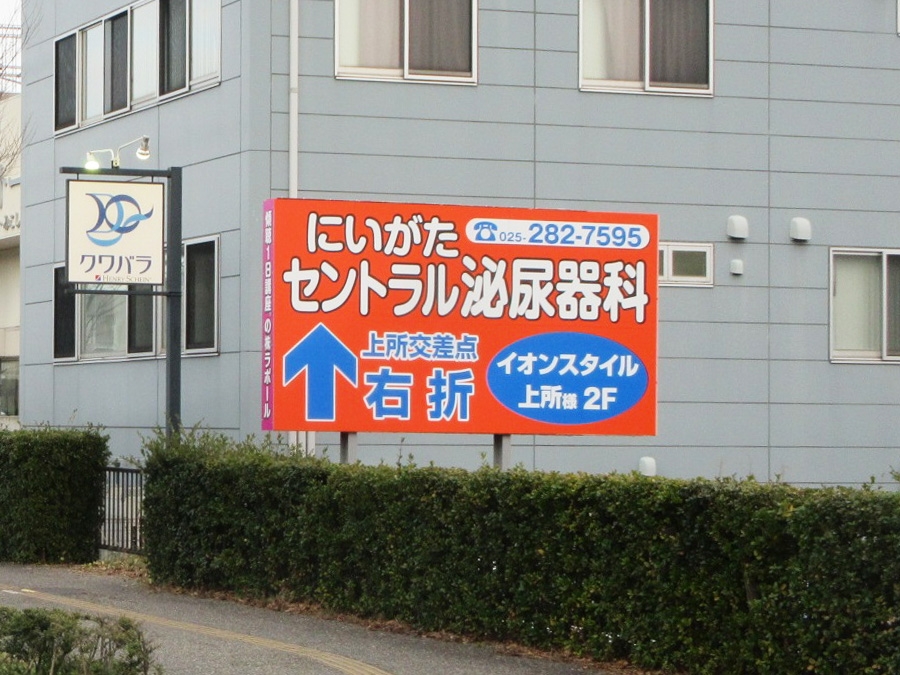 クワバラ
HENRY SCHEIN
にいがた
☎025-282-7595
セントラル泌尿器科
上所交差点
右折
イオンスタイル
上所様 2F